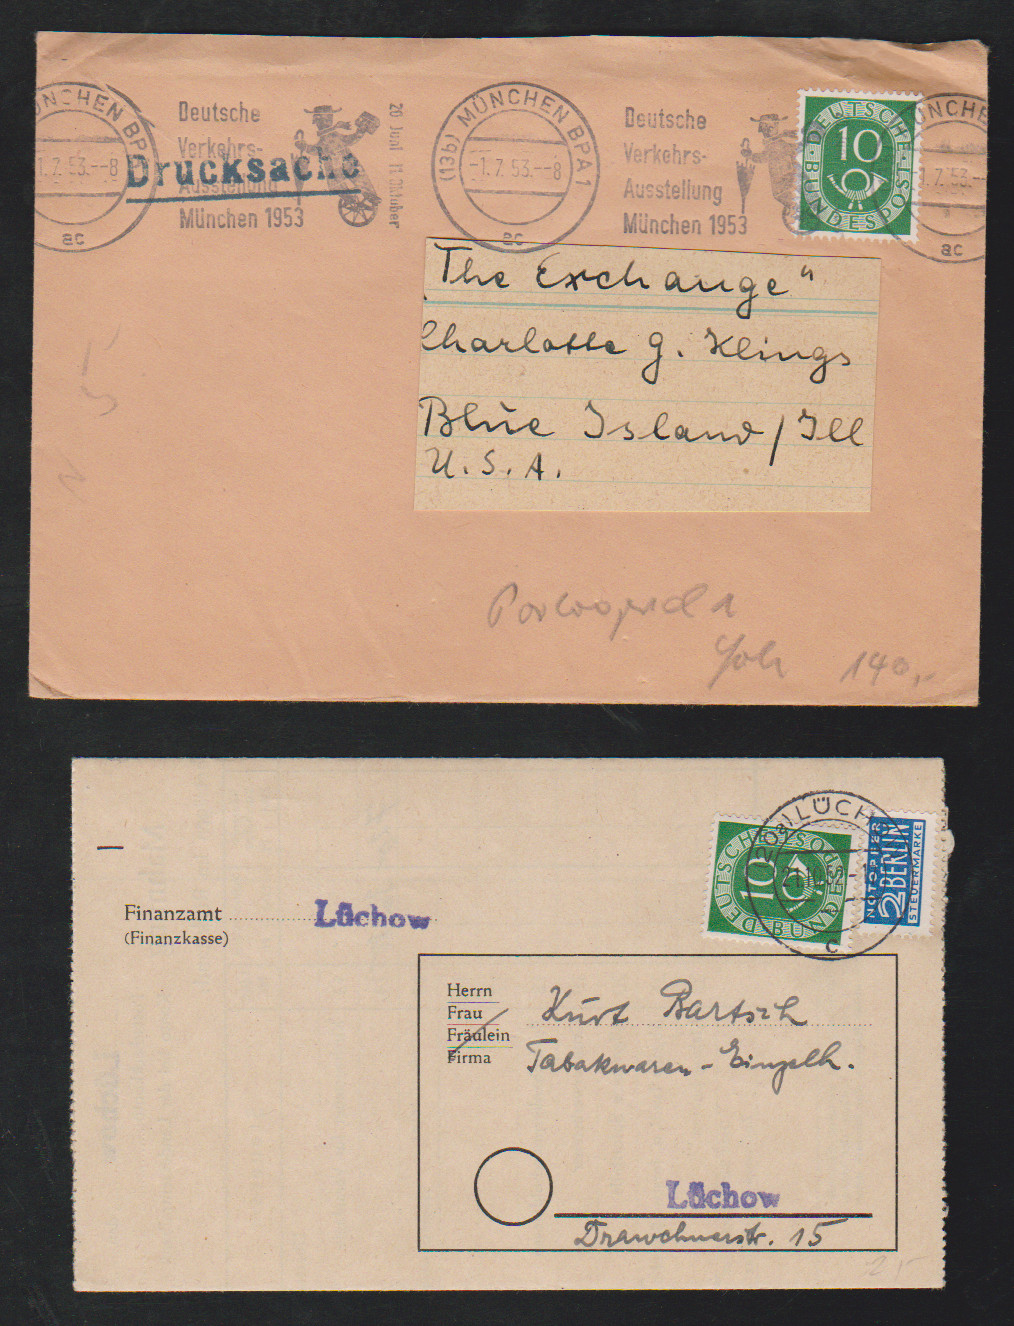 MÜNCHEN BPA
1.7.53.--8
ac
Drucksache
Deutsche
Verkehrs-
Ausstellung
München 1953
20 Juni 11. Oktober
(13b) MÜNCHEN BPA 1
-1.7.53.--8
ac
Deutsche
Verkehrs-
Ausstellung
München 1953
DEUTSCHE BUNDESPOST
10
MÜNCHE
1.7.53.-
ac
„The Exchange“
Charlotte G. Klings
Blue Island / Ill
U.S.A.
140,-
DEUTSCHE BUNDESPOST
10
LÜCHOW
c
NOTOPFER
2 BERLIN
STEUERMARKE
Finanzamt Lüchow
(Finanzkasse)
Herrn
Frau
Fräulein
Firma
Kurt Bartsch
Tabakwaren-Einzelh.
Lüchow
Drawehnerstr. 15